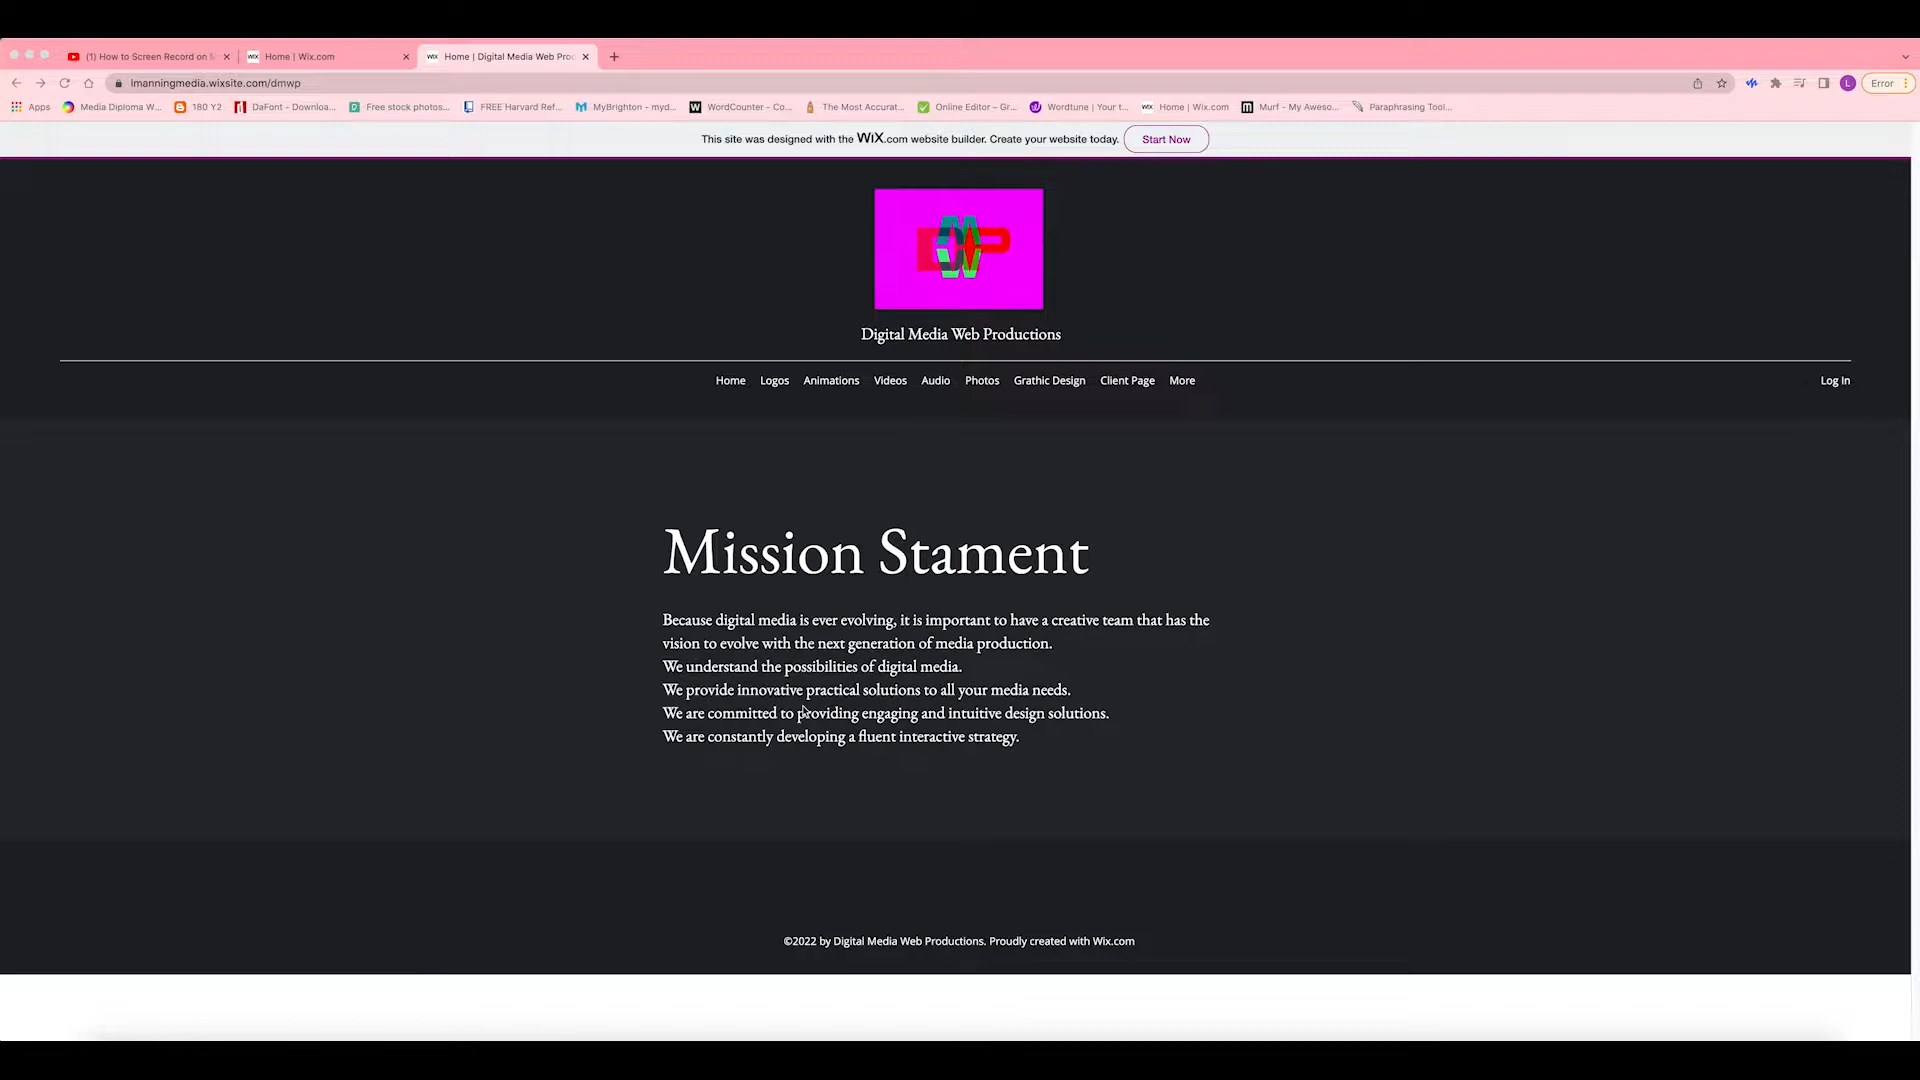 (1) How to Screen Record on M
Home | Wix.com
Home | Digital Media Web Proc
lmanningmedia.wixsite.com/dmwp
Error
Apps
Media Diploma W...
180 Y2
DaFont - Downloa...
Free stock photos...
FREE Harvard Ref...
MyBrighton - myd...
WordCounter - Co...
The Most Accurat...
Online Editor – Gr...
Wordtune | Your t...
Home | Wix.com
Murf - My Aweso...
Paraphrasing Tool...
This site was designed with the WiX.com website builder. Create your website today.
Start Now
Digital Media Web Productions
Home
Logos
Animations
Videos
Audio
Photos
Grathic Design
Client Page
More
Log In
Mission Stament
Because digital media is ever evolving, it is important to have a creative team that has the
vision to evolve with the next generation of media production.
We understand the possibilities of digital media.
We provide innovative practical solutions to all your media needs.
We are committed to providing engaging and intuitive design solutions.
We are constantly developing a fluent interactive strategy.
©2022 by Digital Media Web Productions. Proudly created with Wix.com